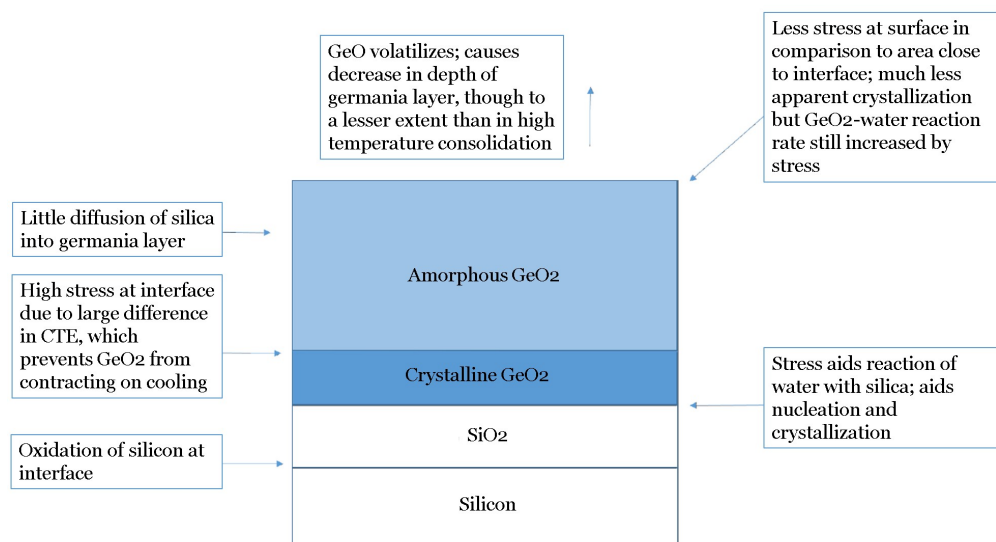 GeO volatilizes; causes
decrease in depth of
germania layer, though to
a lesser extent than in high
temperature consolidation
Less stress at surface in
comparison to area close
to interface; much less
apparent crystallization
but GeO2-water reaction
rate still increased by
stress
Little diffusion of silica
into germania layer
Amorphous GeO2
High stress at interface
due to large difference
in CTE, which
prevents GeO2 from
contracting on cooling
Crystalline GeO2
Stress aids reaction of
water with silica; aids
nucleation and
crystallization
SiO2
Oxidation of silicon at
interface
Silicon